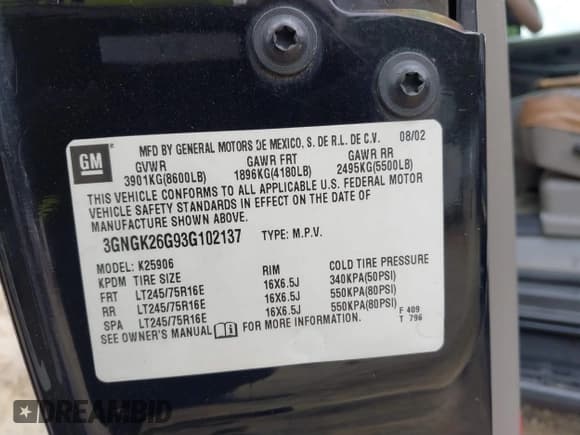 GM
MFD BY GENERAL MOTORS DE MEXICO, S. DE R.L. DE C.V. 08/02
GVWR GAWR FRT GAWR RR
3901KG(8600LB) 1896KG(4180LB) 2495KG(5500LB)
THIS VEHICLE CONFORMS TO ALL APPLICABLE U.S. FEDERAL MOTOR
VEHICLE SAFETY STANDARDS IN EFFECT ON THE DATE OF
MANUFACTURE SHOWN ABOVE.
3GNGK26G93G102137 TYPE: M.P.V.
MODEL: K25906
KPDM TIRE SIZE RIM COLD TIRE PRESSURE
FRT LT245/75R16E 16X6.5J 340KPA(50PSI)
RR LT245/75R16E 16X6.5J 550KPA(80PSI)
SPA LT245/75R16E 16X6.5J 550KPA(80PSI)
SEE OWNER'S MANUAL FOR MORE INFORMATION.
F 409
T 796
DREAMBID